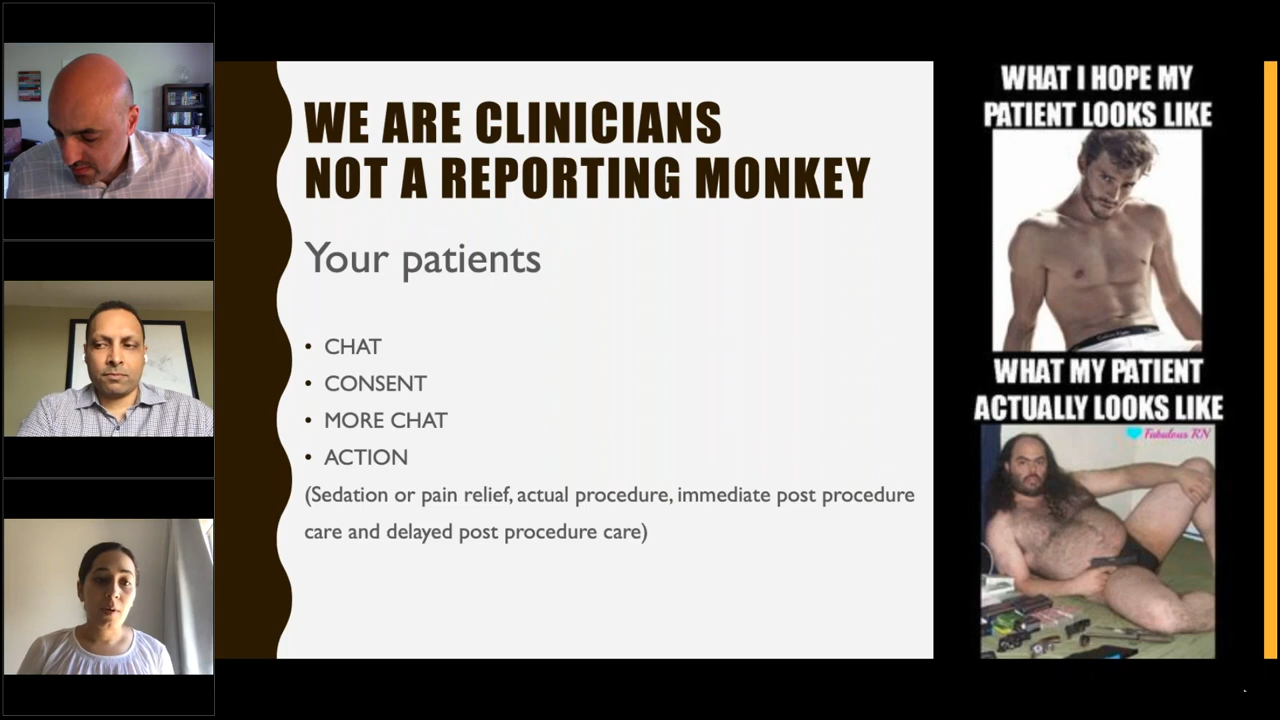 WE ARE CLINICIANS
NOT A REPORTING MONKEY
Your patients
• CHAT
• CONSENT
• MORE CHAT
• ACTION
(Sedation or pain relief, actual procedure, immediate post procedure
care and delayed post procedure care)
WHAT I HOPE MY
PATIENT LOOKS LIKE
WHAT MY PATIENT
ACTUALLY LOOKS LIKE
Fabulous RN